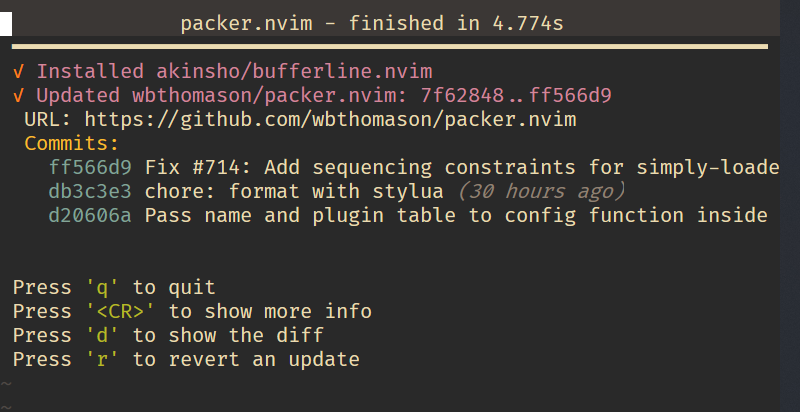 packer.nvim - finished in 4.774s
✓ Installed akinsho/bufferline.nvim
✓ Updated wbthomason/packer.nvim: 7f62848..ff566d9
URL: https://github.com/wbthomason/packer.nvim
Commits:
ff566d9 Fix #714: Add sequencing constraints for simply-loade
db3c3e3 chore: format with stylua (30 hours ago)
d20606a Pass name and plugin table to config function inside
Press 'q' to quit
Press '<CR>' to show more info
Press 'd' to show the diff
Press 'r' to revert an update
~
~